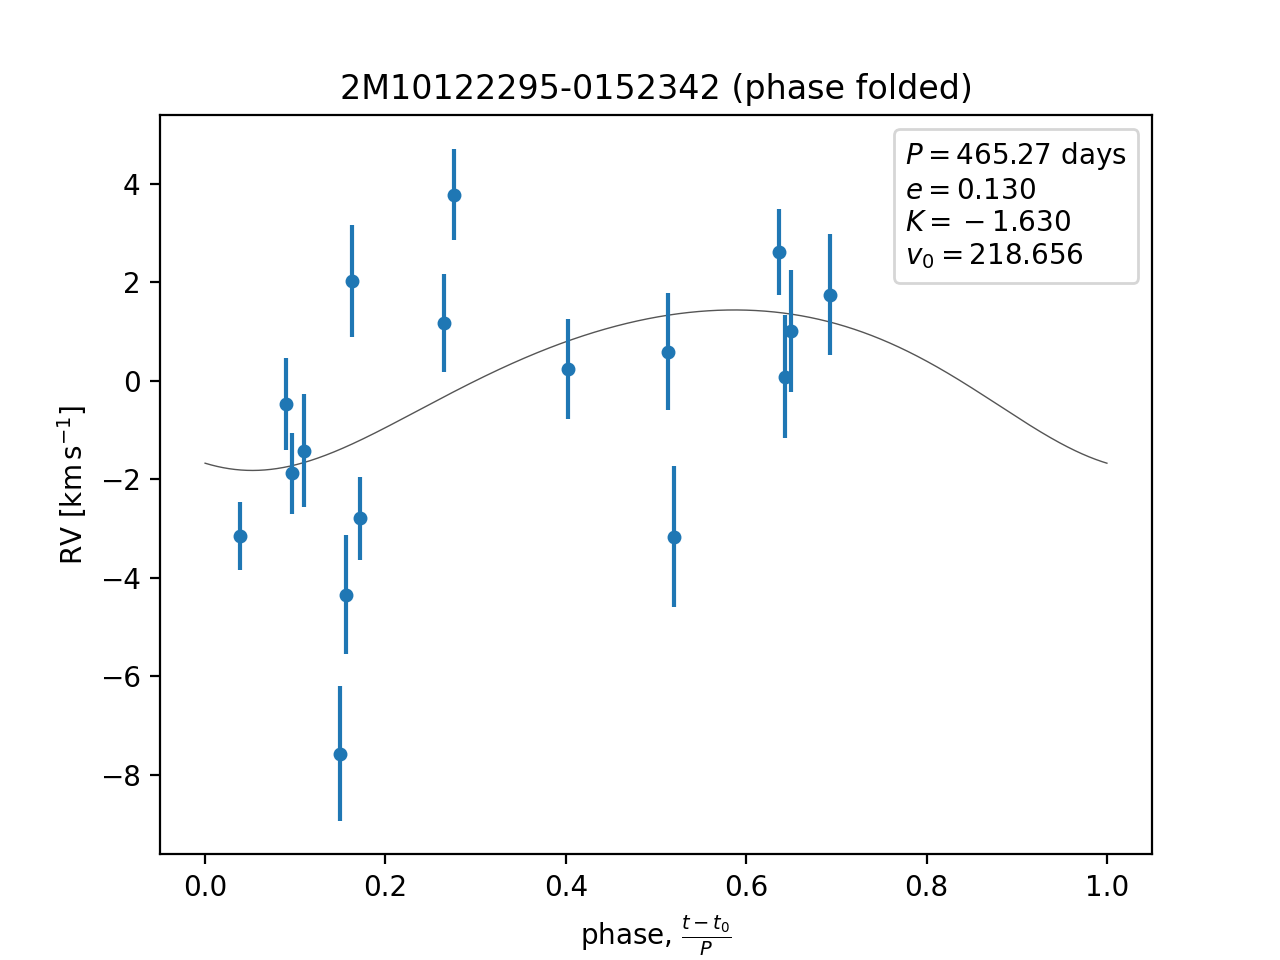 2M10122295-0152342 (phase folded)
P = 465.27 days
e = 0.130
K = −1.630
v₀ = 218.656
RV [km s⁻¹]
4
2
0
−2
−4
−6
−8
0.0 0.2 0.4 0.6 0.8 1.0
phase, (t − t₀)/P